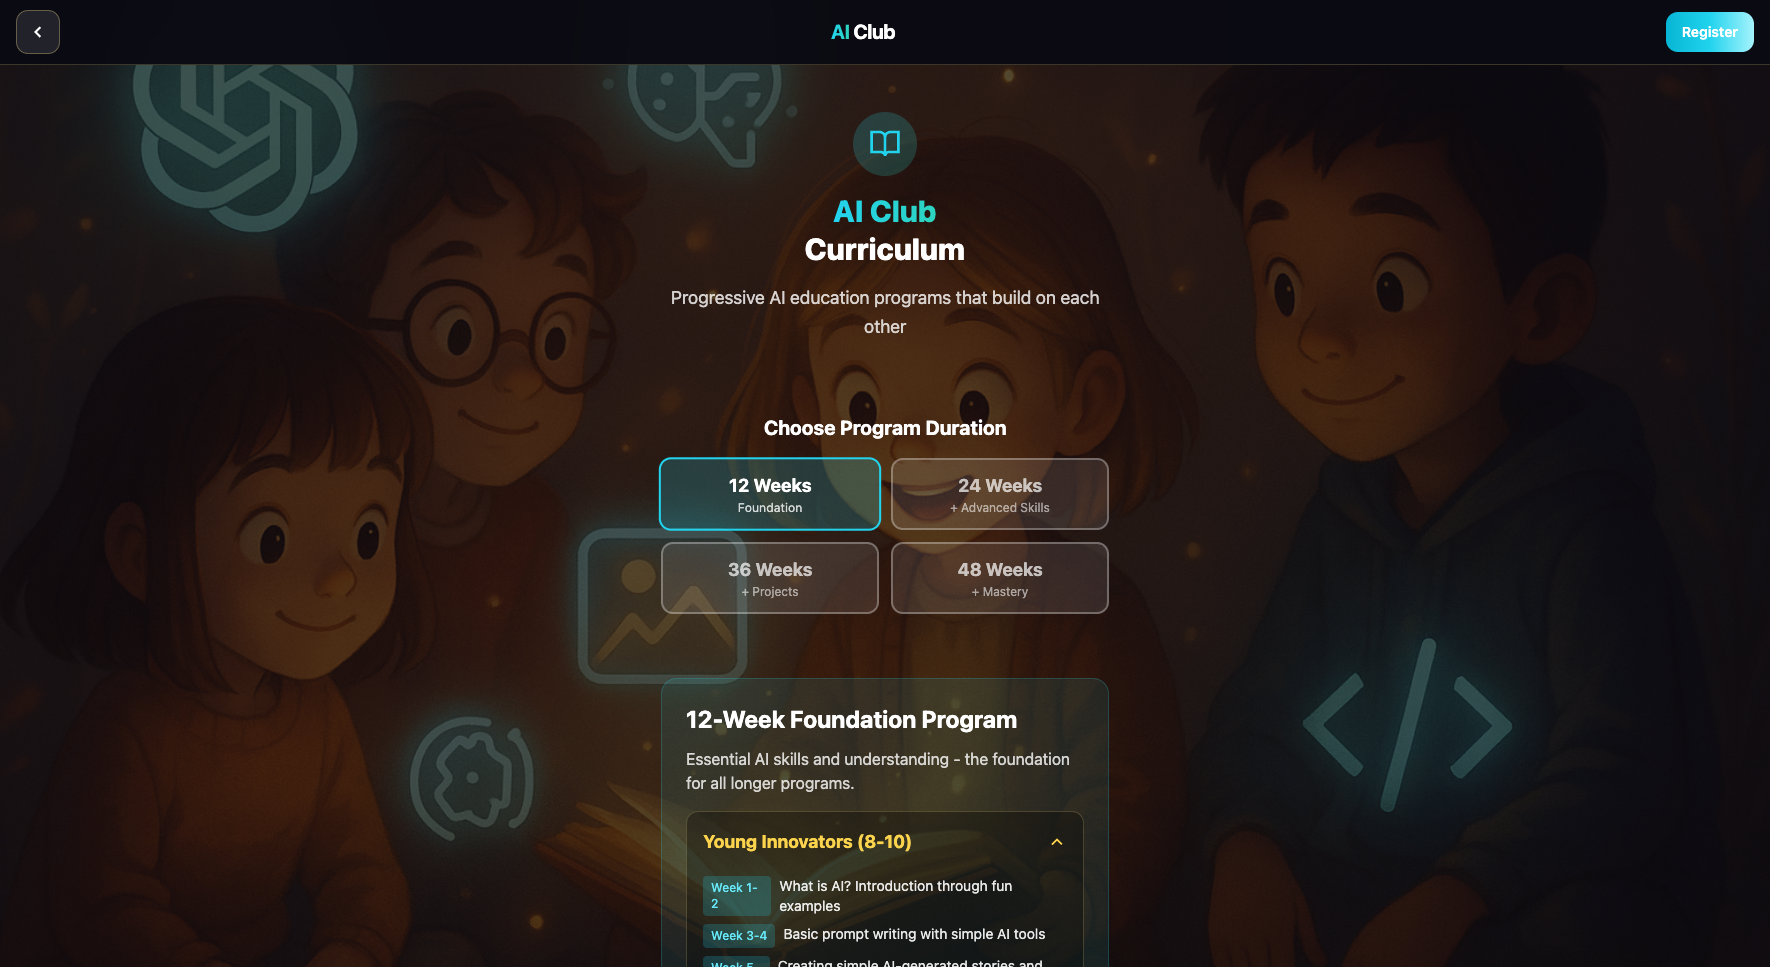 AI Club
Register
AI Club
Curriculum
Progressive AI education programs that build on each
other
Choose Program Duration
12 Weeks
Foundation
24 Weeks
+ Advanced Skills
36 Weeks
+ Projects
48 Weeks
+ Mastery
12-Week Foundation Program
Essential AI skills and understanding - the foundation
for all longer programs.
Young Innovators (8-10)
Week 1-
2
What is AI? Introduction through fun
examples
Week 3-4
Basic prompt writing with simple AI tools
Week 5
Creating simple AI-generated stories and